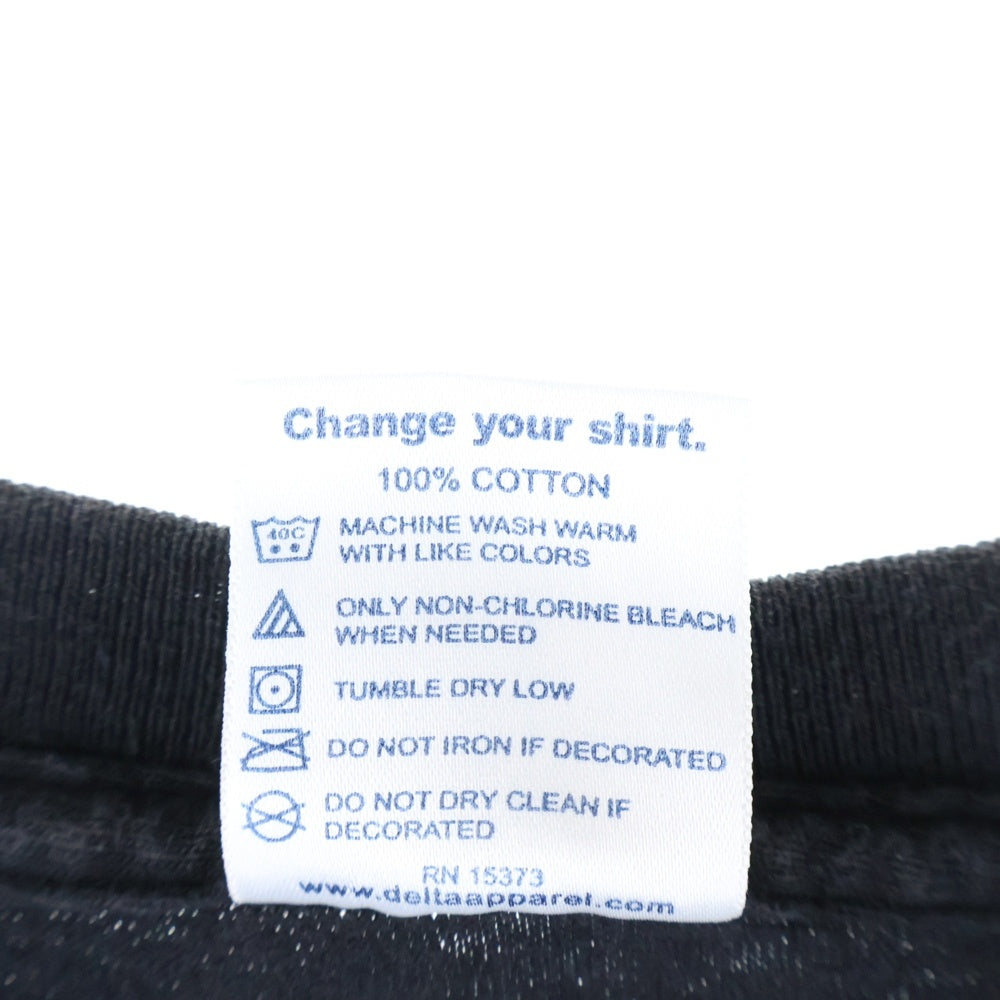 Change your shirt.
100% COTTON
40C
MACHINE WASH WARM
WITH LIKE COLORS
ONLY NON-CHLORINE BLEACH
WHEN NEEDED
TUMBLE DRY LOW
DO NOT IRON IF DECORATED
DO NOT DRY CLEAN IF
DECORATED
RN 15373
www.deltaapparel.com